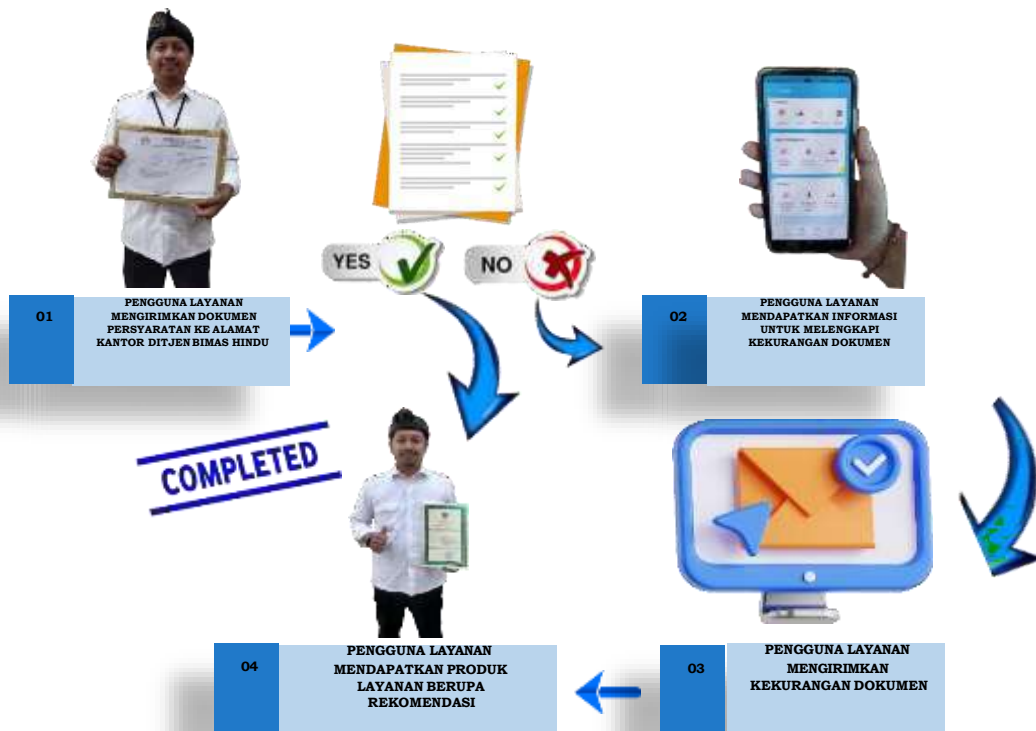 YES
NO
01
PENGGUNA LAYANAN
MENGIRIMKAN DOKUMEN
PERSYARATAN KE ALAMAT
KANTOR DITJEN BIMAS HINDU
02
PENGGUNA LAYANAN
MENDAPATKAN INFORMASI
UNTUK MELENGKAPI
KEKURANGAN DOKUMEN
COMPLETED
04
PENGGUNA LAYANAN
MENDAPATKAN PRODUK
LAYANAN BERUPA
REKOMENDASI
03
PENGGUNA LAYANAN
MENGIRIMKAN
KEKURANGAN DOKUMEN